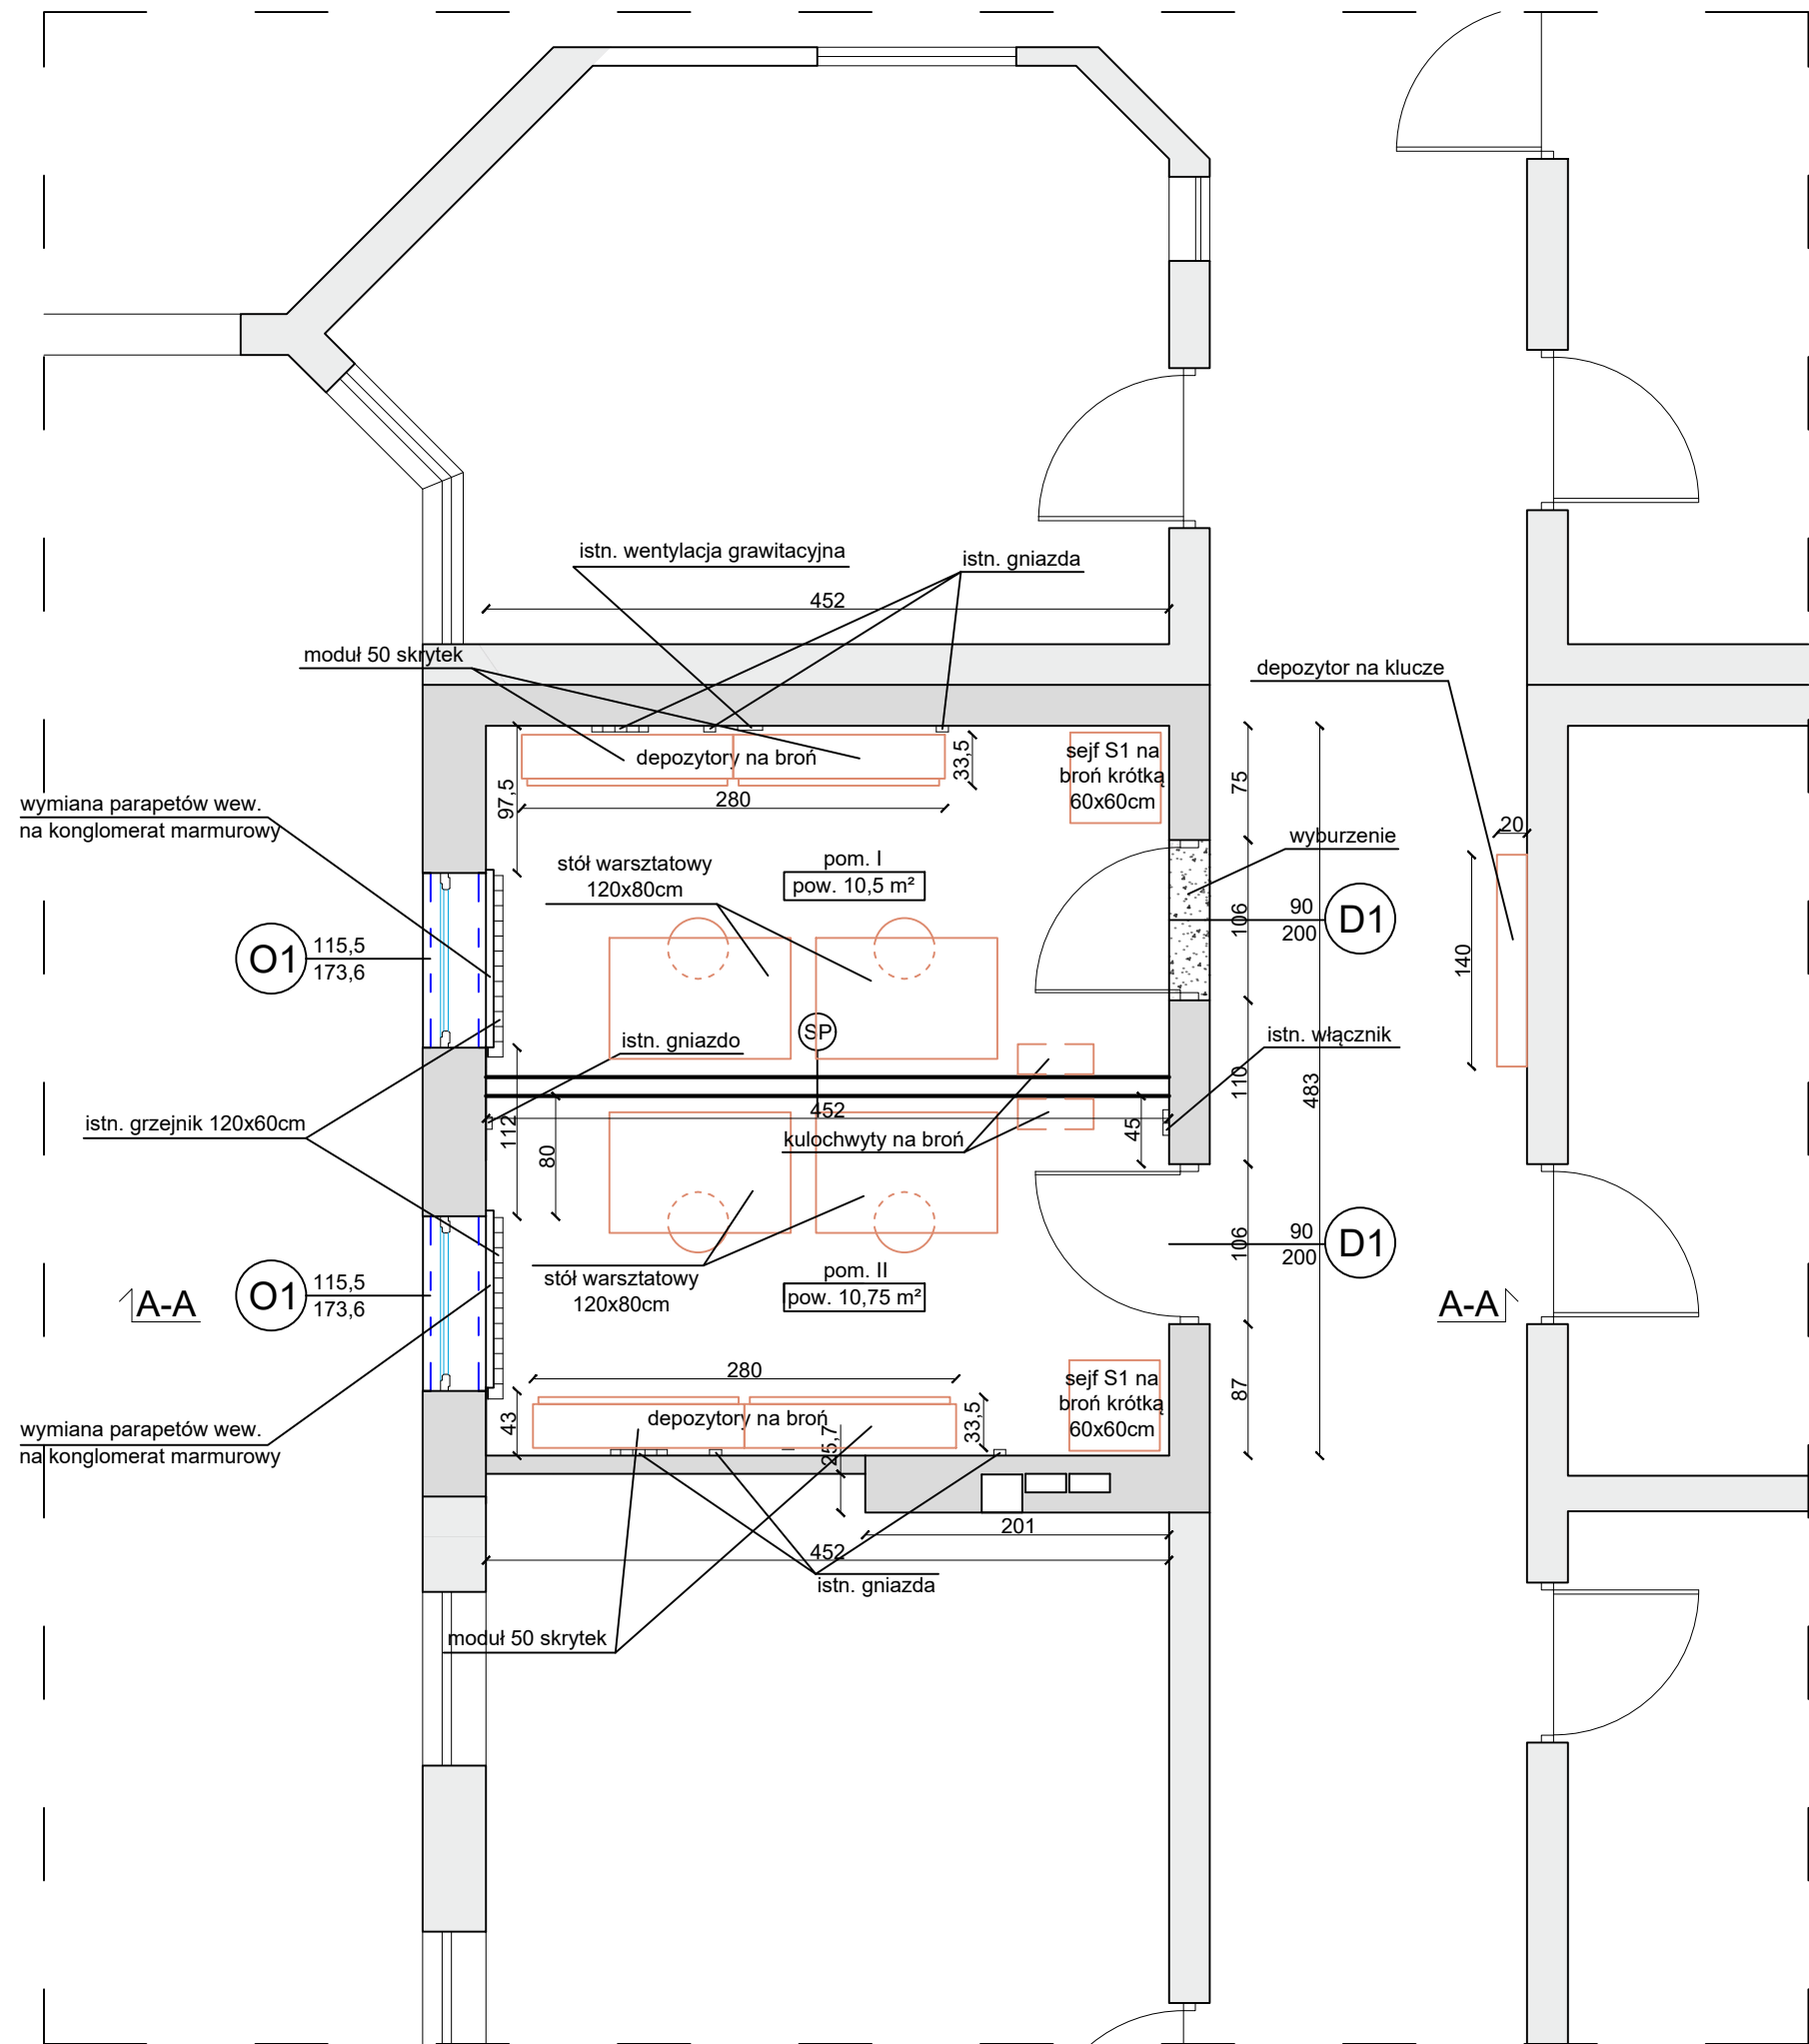 istn. wentylacja grawitacyjna
istn. gniazda
452
moduł 50 skrytek
depozytor na klucze
depozytory na broń
33,5
sejf S1 na
broń krótką
60x60cm
75
97,5
280
wymiana parapetów wew.
na konglomerat marmurowy
20
wyburzenie
stół warsztatowy
120x80cm
pom. I
pow. 10,5 m²
106
90
200
D1
140
O1
115,5
173,6
SP
istn. gniazdo
istn. włącznik
110
483
452
istn. grzejnik 120x60cm
112
80
kulochwyty na broń
45
106
90
200
D1
stół warsztatowy
120x80cm
pom. II
pow. 10,75 m²
O1
115,5
173,6
A-A
A-A
280
sejf S1 na
broń krótką
60x60cm
87
43
depozytory na broń
33,5
25,7
wymiana parapetów wew.
na konglomerat marmurowy
201
452
istn. gniazda
moduł 50 skrytek